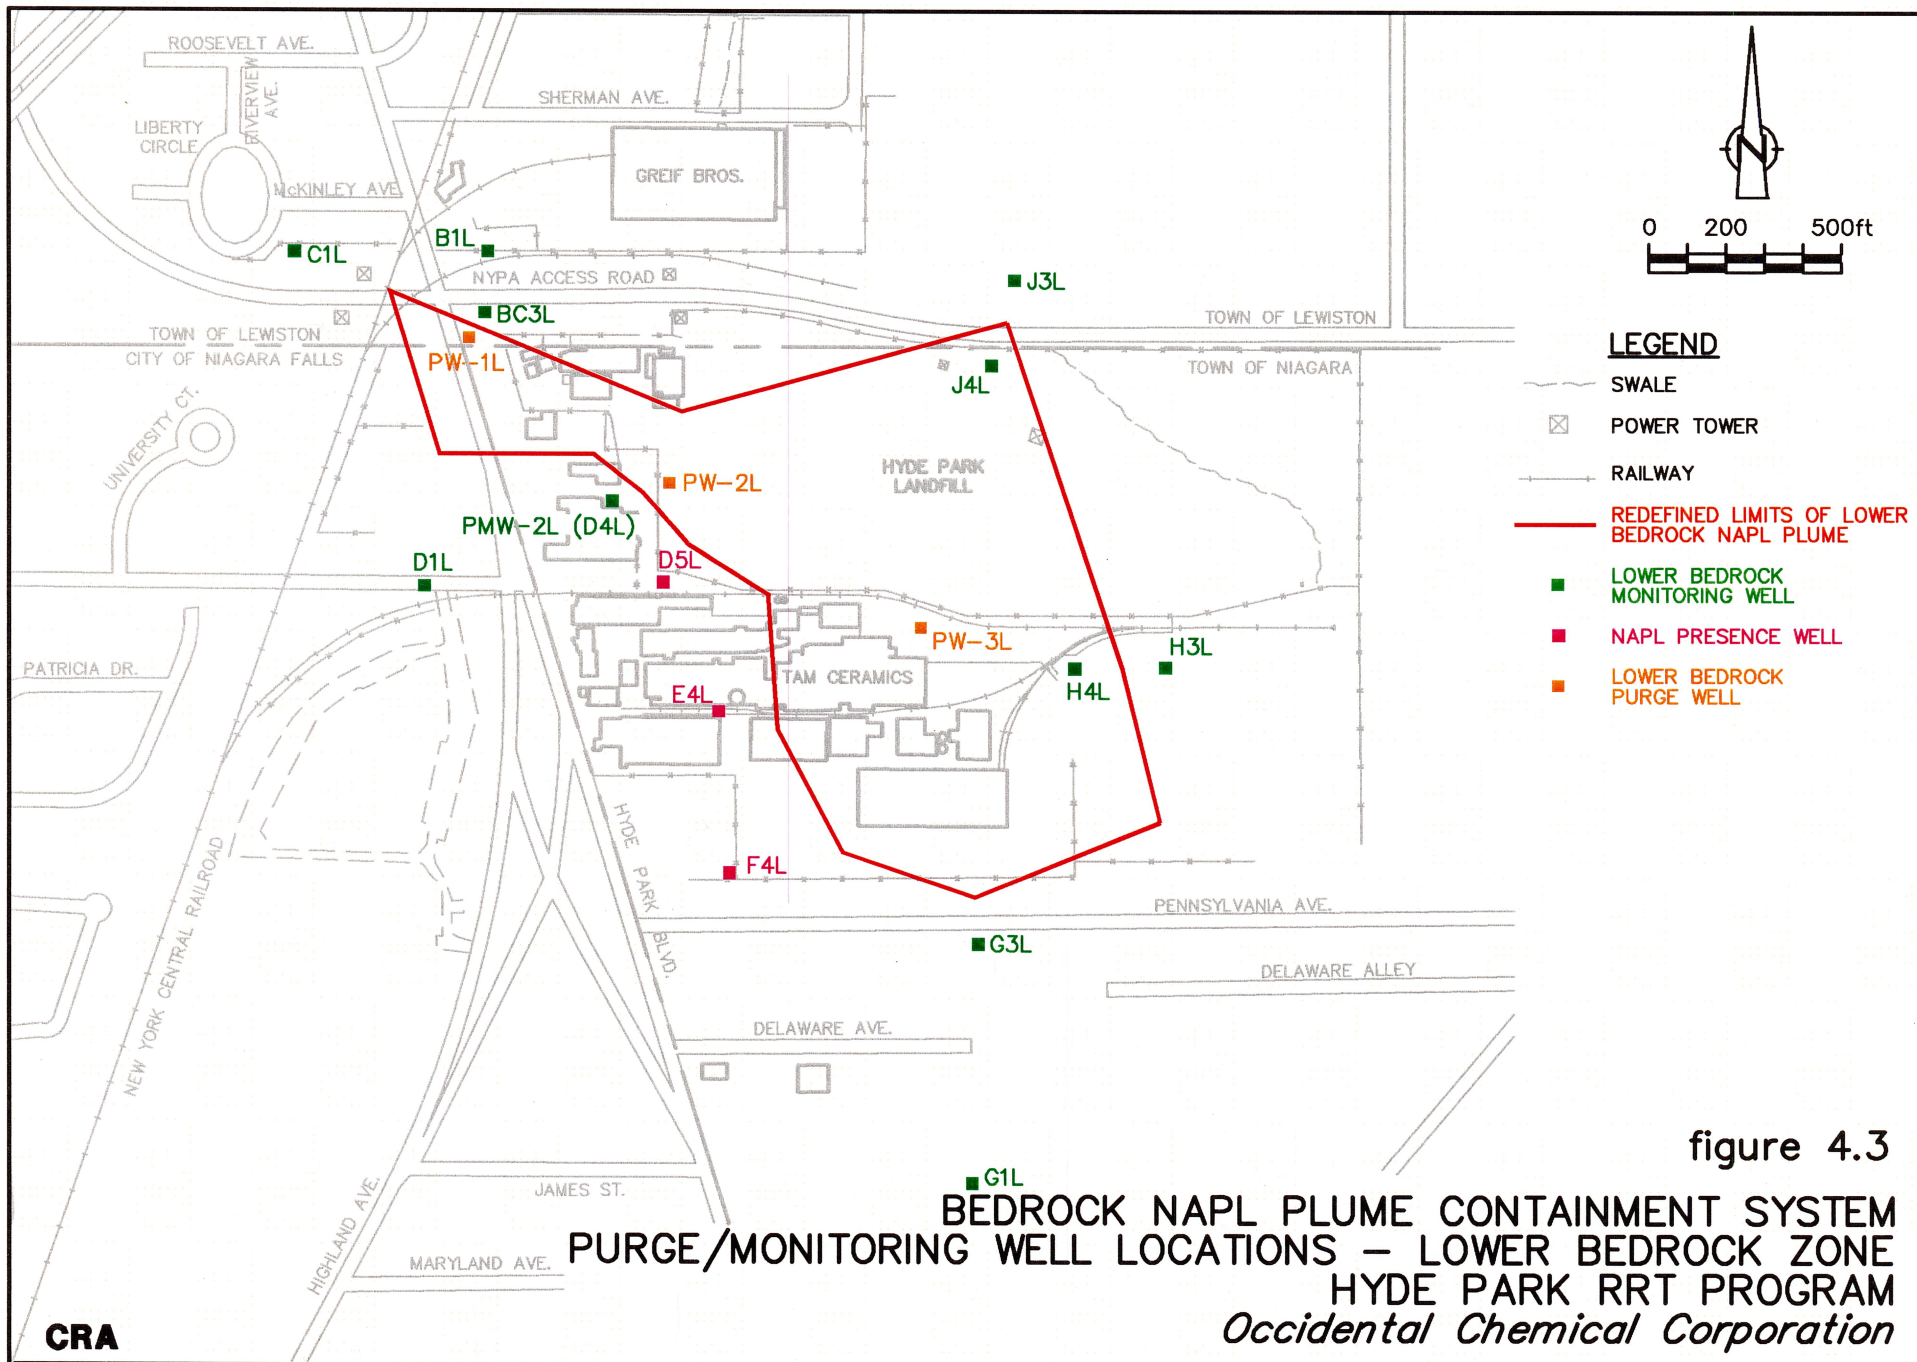 ROOSEVELT AVE.
RIVERVIEW
AVE.
SHERMAN AVE.
LIBERTY
CIRCLE
McKINLEY AVE.
GREIF BROS.
N
0 200 500ft
C1L
B1L
NYPA ACCESS ROAD
J3L
BC3L
TOWN OF LEWISTON
CITY OF NIAGARA FALLS
PW-1L
TOWN OF LEWISTON
TOWN OF NIAGARA
J4L
UNIVERSITY CT.
HYDE PARK
LANDFILL
PW-2L
PMW-2L (D4L)
D1L
D5L
PW-3L
H3L
H4L
PATRICIA DR.
TAM CERAMICS
E4L
F4L
HYDE PARK BLVD.
NEW YORK CENTRAL RAILROAD
PENNSYLVANIA AVE.
G3L
DELAWARE ALLEY
DELAWARE AVE.
G1L
JAMES ST.
HIGHLAND AVE.
MARYLAND AVE.
LEGEND
SWALE
POWER TOWER
RAILWAY
REDEFINED LIMITS OF LOWER
BEDROCK NAPL PLUME
LOWER BEDROCK
MONITORING WELL
NAPL PRESENCE WELL
LOWER BEDROCK
PURGE WELL
figure 4.3
BEDROCK NAPL PLUME CONTAINMENT SYSTEM
PURGE/MONITORING WELL LOCATIONS - LOWER BEDROCK ZONE
HYDE PARK RRT PROGRAM
Occidental Chemical Corporation
CRA